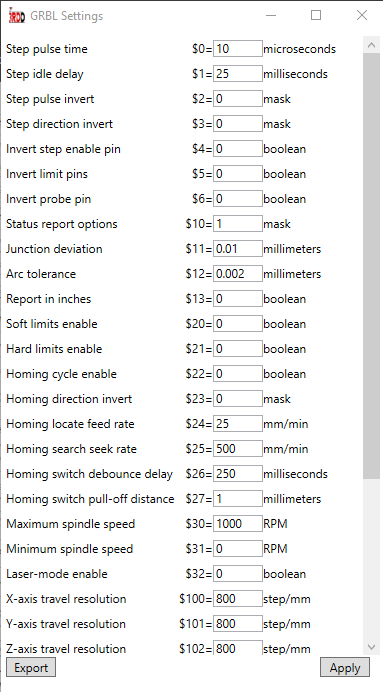 GRBL Settings
Step pulse time $0= 10 microseconds
Step idle delay $1= 25 milliseconds
Step pulse invert $2= 0 mask
Step direction invert $3= 0 mask
Invert step enable pin $4= 0 boolean
Invert limit pins $5= 0 boolean
Invert probe pin $6= 0 boolean
Status report options $10= 1 mask
Junction deviation $11= 0.01 millimeters
Arc tolerance $12= 0.002 millimeters
Report in inches $13= 0 boolean
Soft limits enable $20= 0 boolean
Hard limits enable $21= 0 boolean
Homing cycle enable $22= 0 boolean
Homing direction invert $23= 0 mask
Homing locate feed rate $24= 25 mm/min
Homing search seek rate $25= 500 mm/min
Homing switch debounce delay $26= 250 milliseconds
Homing switch pull-off distance $27= 1 millimeters
Maximum spindle speed $30= 1000 RPM
Minimum spindle speed $31= 0 RPM
Laser-mode enable $32= 0 boolean
X-axis travel resolution $100= 800 step/mm
Y-axis travel resolution $101= 800 step/mm
Z-axis travel resolution $102= 800 step/mm
Export Apply